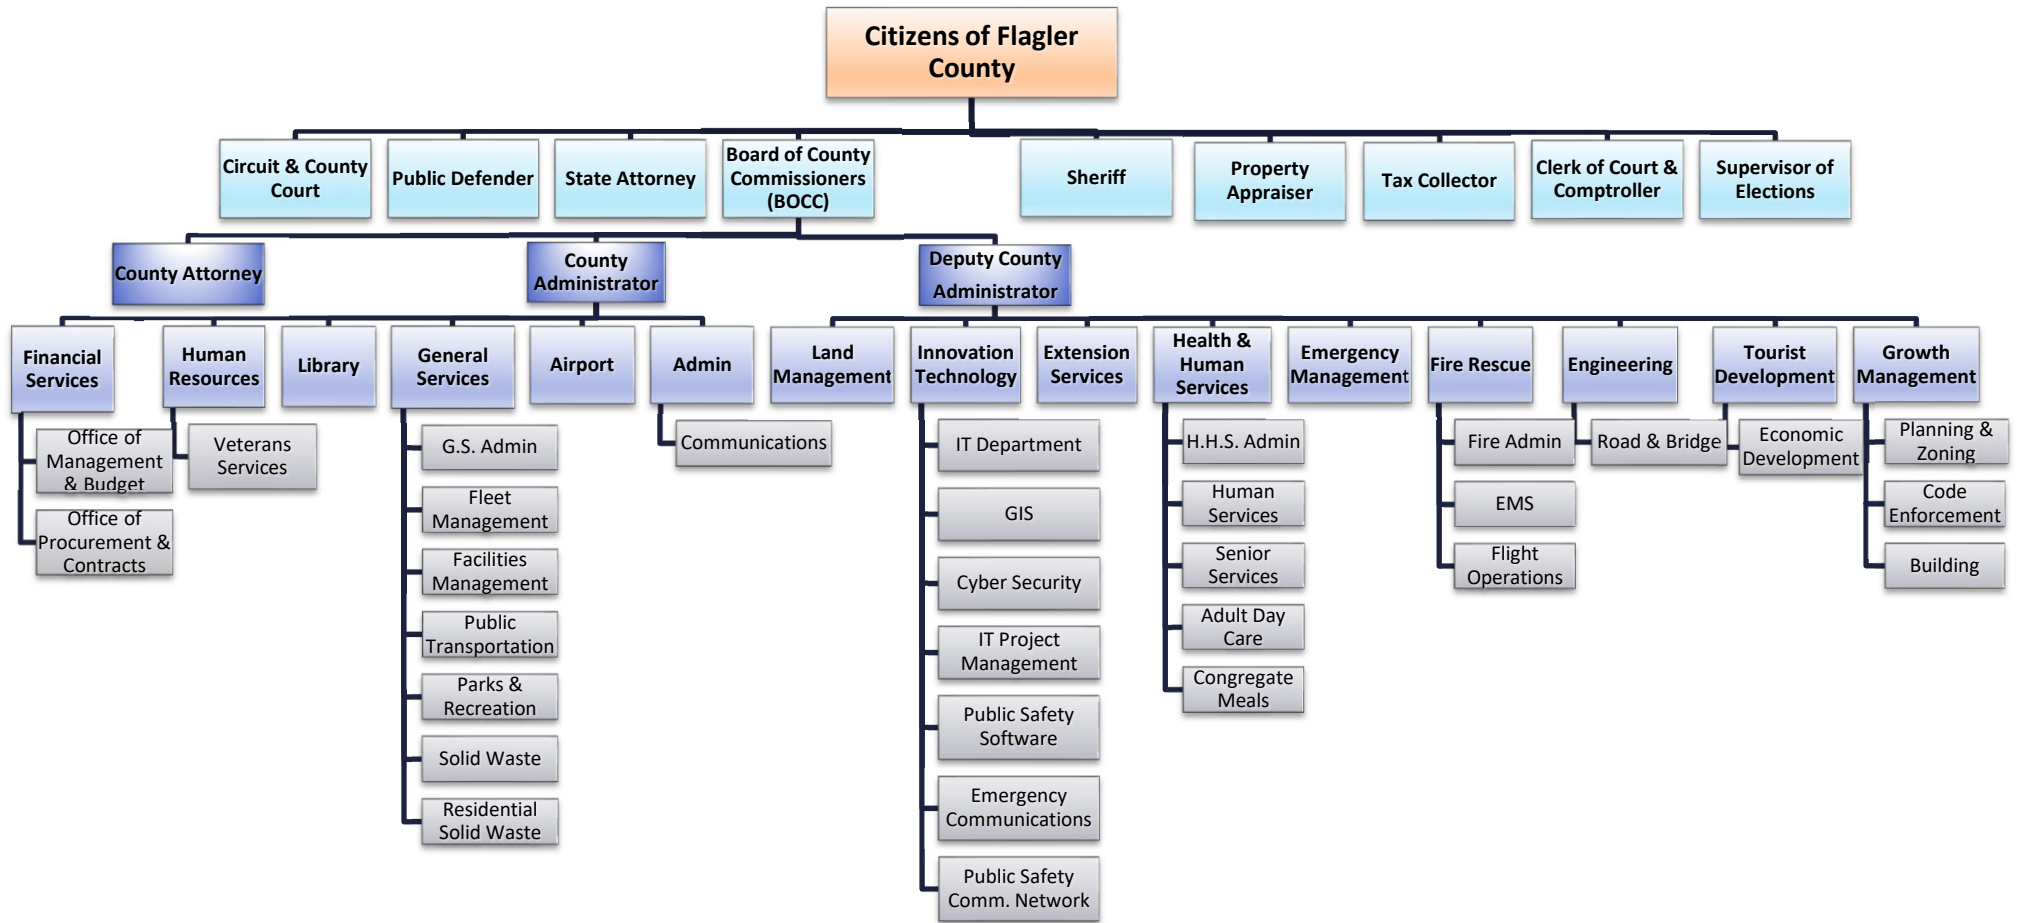 Citizens of Flagler
County
Circuit & County
Court
Public Defender
State Attorney
Board of County
Commissioners
(BOCC)
Sheriff
Property
Appraiser
Tax Collector
Clerk of Court &
Comptroller
Supervisor of
Elections
County Attorney
County
Administrator
Deputy County
Administrator
Financial
Services
Human
Resources
Library
General
Services
Airport
Admin
Land
Management
Innovation
Technology
Extension
Services
Health &
Human
Services
Emergency
Management
Fire Rescue
Engineering
Tourist
Development
Growth
Management
Office of
Management
& Budget
Office of
Procurement &
Contracts
Veterans
Services
G.S. Admin
Fleet
Management
Facilities
Management
Public
Transportation
Parks &
Recreation
Solid Waste
Residential
Solid Waste
Communications
IT Department
GIS
Cyber Security
IT Project
Management
Public Safety
Software
Emergency
Communications
Public Safety
Comm. Network
H.H.S. Admin
Human
Services
Senior
Services
Adult Day
Care
Congregate
Meals
Fire Admin
EMS
Flight
Operations
Road & Bridge
Economic
Development
Planning &
Zoning
Code
Enforcement
Building